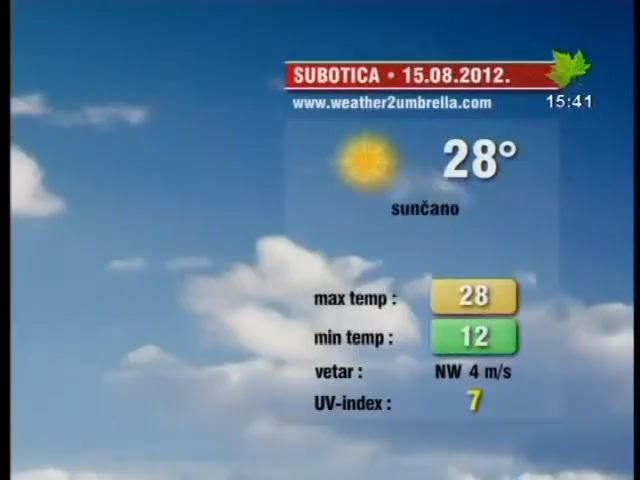 SUBOTICA • 15.08.2012.
www.weather2umbrella.com
15:41
28°
sunčano
max temp : 28
min temp : 12
vetar : NW 4 m/s
UV-index : 7